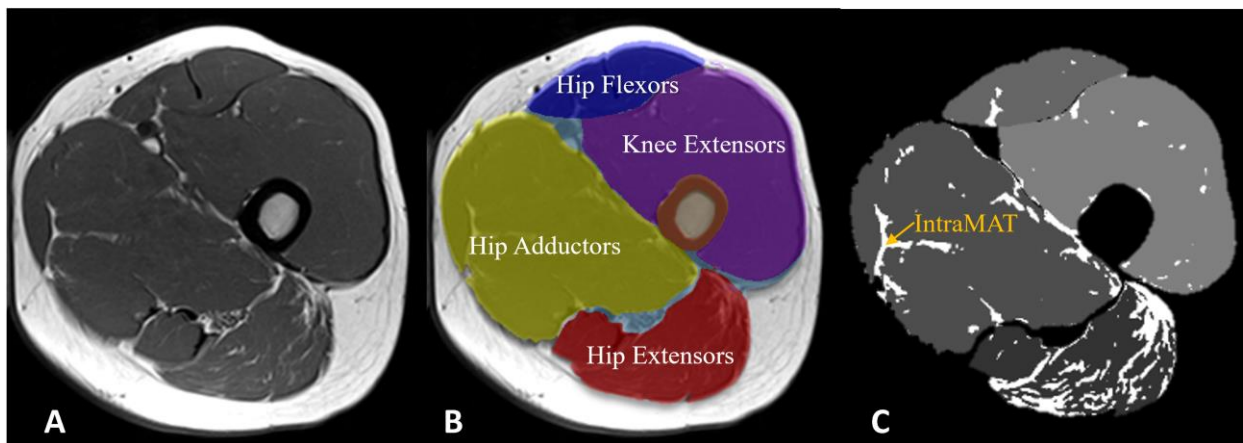 Hip Flexors
Knee Extensors
Hip Adductors
IntraMAT
Hip Extensors
A
B
C